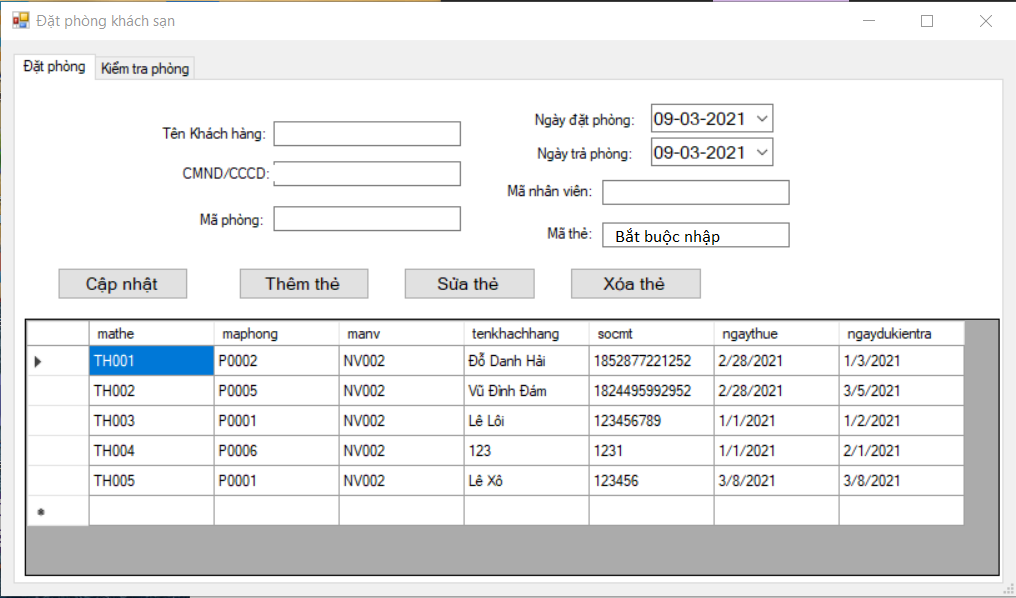 Đặt phòng khách sạn
Đặt phòng Kiểm tra phòng
Tên Khách hàng:
CMND/CCCD:
Mã phòng:
Ngày đặt phòng: 09-03-2021
Ngày trả phòng: 09-03-2021
Mã nhân viên:
Mã thẻ: Bắt buộc nhập
Cập nhật Thêm thẻ Sửa thẻ Xóa thẻ
mathe maphong manv tenkhachhang socmt ngaythue ngaydukientra
TH001 P0002 NV002 Đỗ Danh Hải 1852877221252 2/28/2021 1/3/2021
TH002 P0005 NV002 Vũ Đình Đám 1824495992952 2/28/2021 3/5/2021
TH003 P0001 NV002 Lê Lôi 123456789 1/1/2021 1/2/2021
TH004 P0006 NV002 123 1231 1/1/2021 2/1/2021
TH005 P0001 NV002 Lê Xô 123456 3/8/2021 3/8/2021